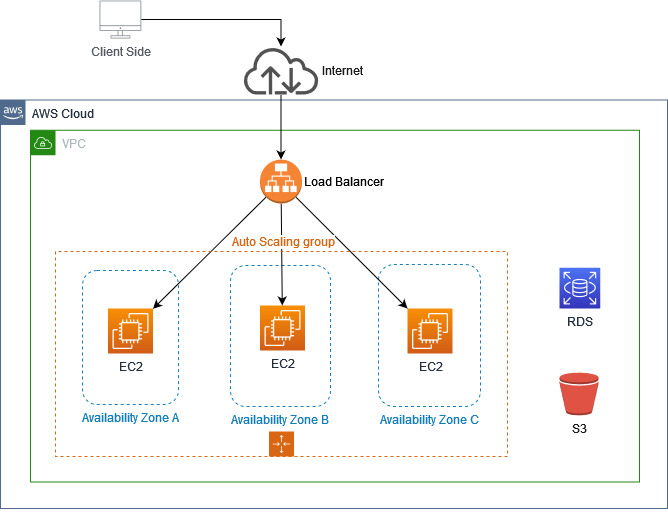 Client Side
Internet
aws
AWS Cloud
VPC
Load Balancer
Auto Scaling group
EC2
EC2
EC2
Availability Zone A
Availability Zone B
Availability Zone C
RDS
S3